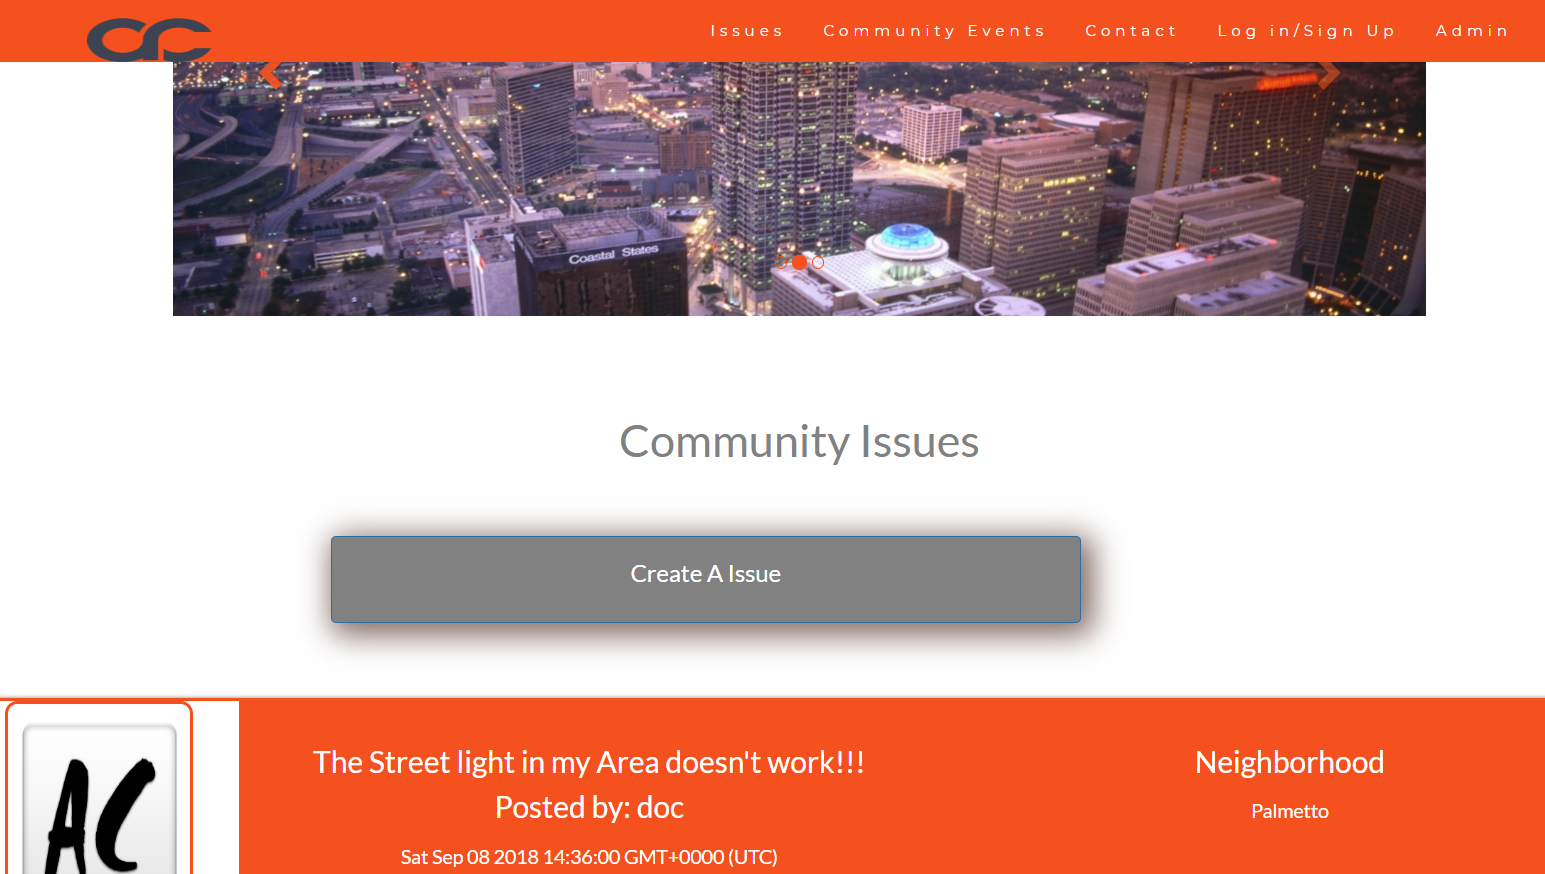 Issues Community Events Contact Log in/Sign Up Admin
Coastal States
Community Issues
Create A Issue
The Street light in my Area doesn't work!!!
Posted by: doc
Sat Sep 08 2018 14:36:00 GMT+0000 (UTC)
Neighborhood
Palmetto
AC